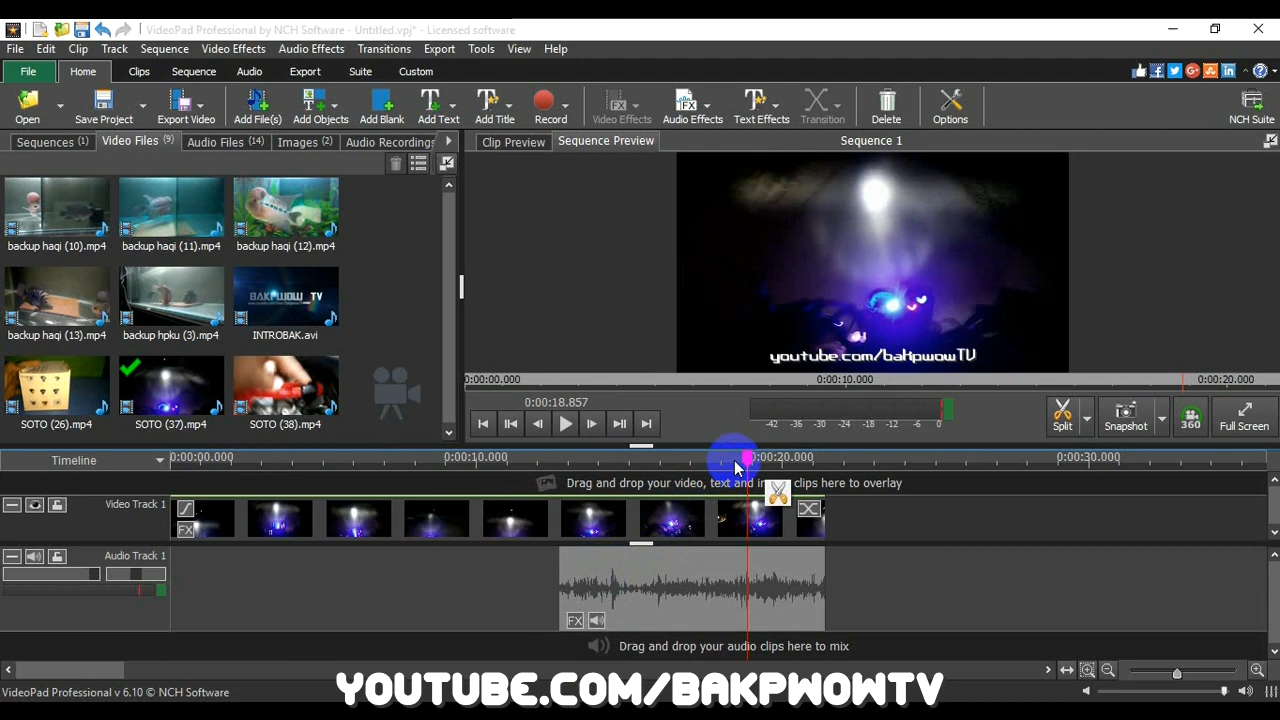 VideoPad Professional by NCH Software - Untitled.vpj* - Licensed software
File Edit Clip Track Sequence Video Effects Audio Effects Transitions Export Tools View Help
File Home Clips Sequence Audio Export Suite Custom
Open Save Project Export Video Add File(s) Add Objects Add Blank Add Text Add Title Record Video Effects Audio Effects Text Effects Transition Delete Options NCH Suite
Sequences (1) Video Files (9) Audio Files (14) Images (2) Audio Recordings
Clip Preview Sequence Preview Sequence 1
backup haqi (10).mp4 backup haqi (11).mp4 backup haqi (12).mp4
BAKPWOW_TV
backup haqi (13).mp4 backup hpku (3).mp4 INTROBAK.avi
SOTO (26).mp4 SOTO (37).mp4 SOTO (38).mp4
youtube.com/bakpwowTV
0:00:00.000 0:00:10.000 0:00:20.000
0:00:18.857
-42 -36 -30 -24 -18 -12 -6 0
Split Snapshot 360 Full Screen
Timeline 0:00:00.000 0:00:10.000 0:00:20.000 0:00:30.000
Drag and drop your video, text and im clips here to overlay
Video Track 1
FX
Audio Track 1
FX
Drag and drop your audio clips here to mix
VideoPad Professional v 6.10 © NCH Software
YOUTUBE.COM/BAKPWOWTV